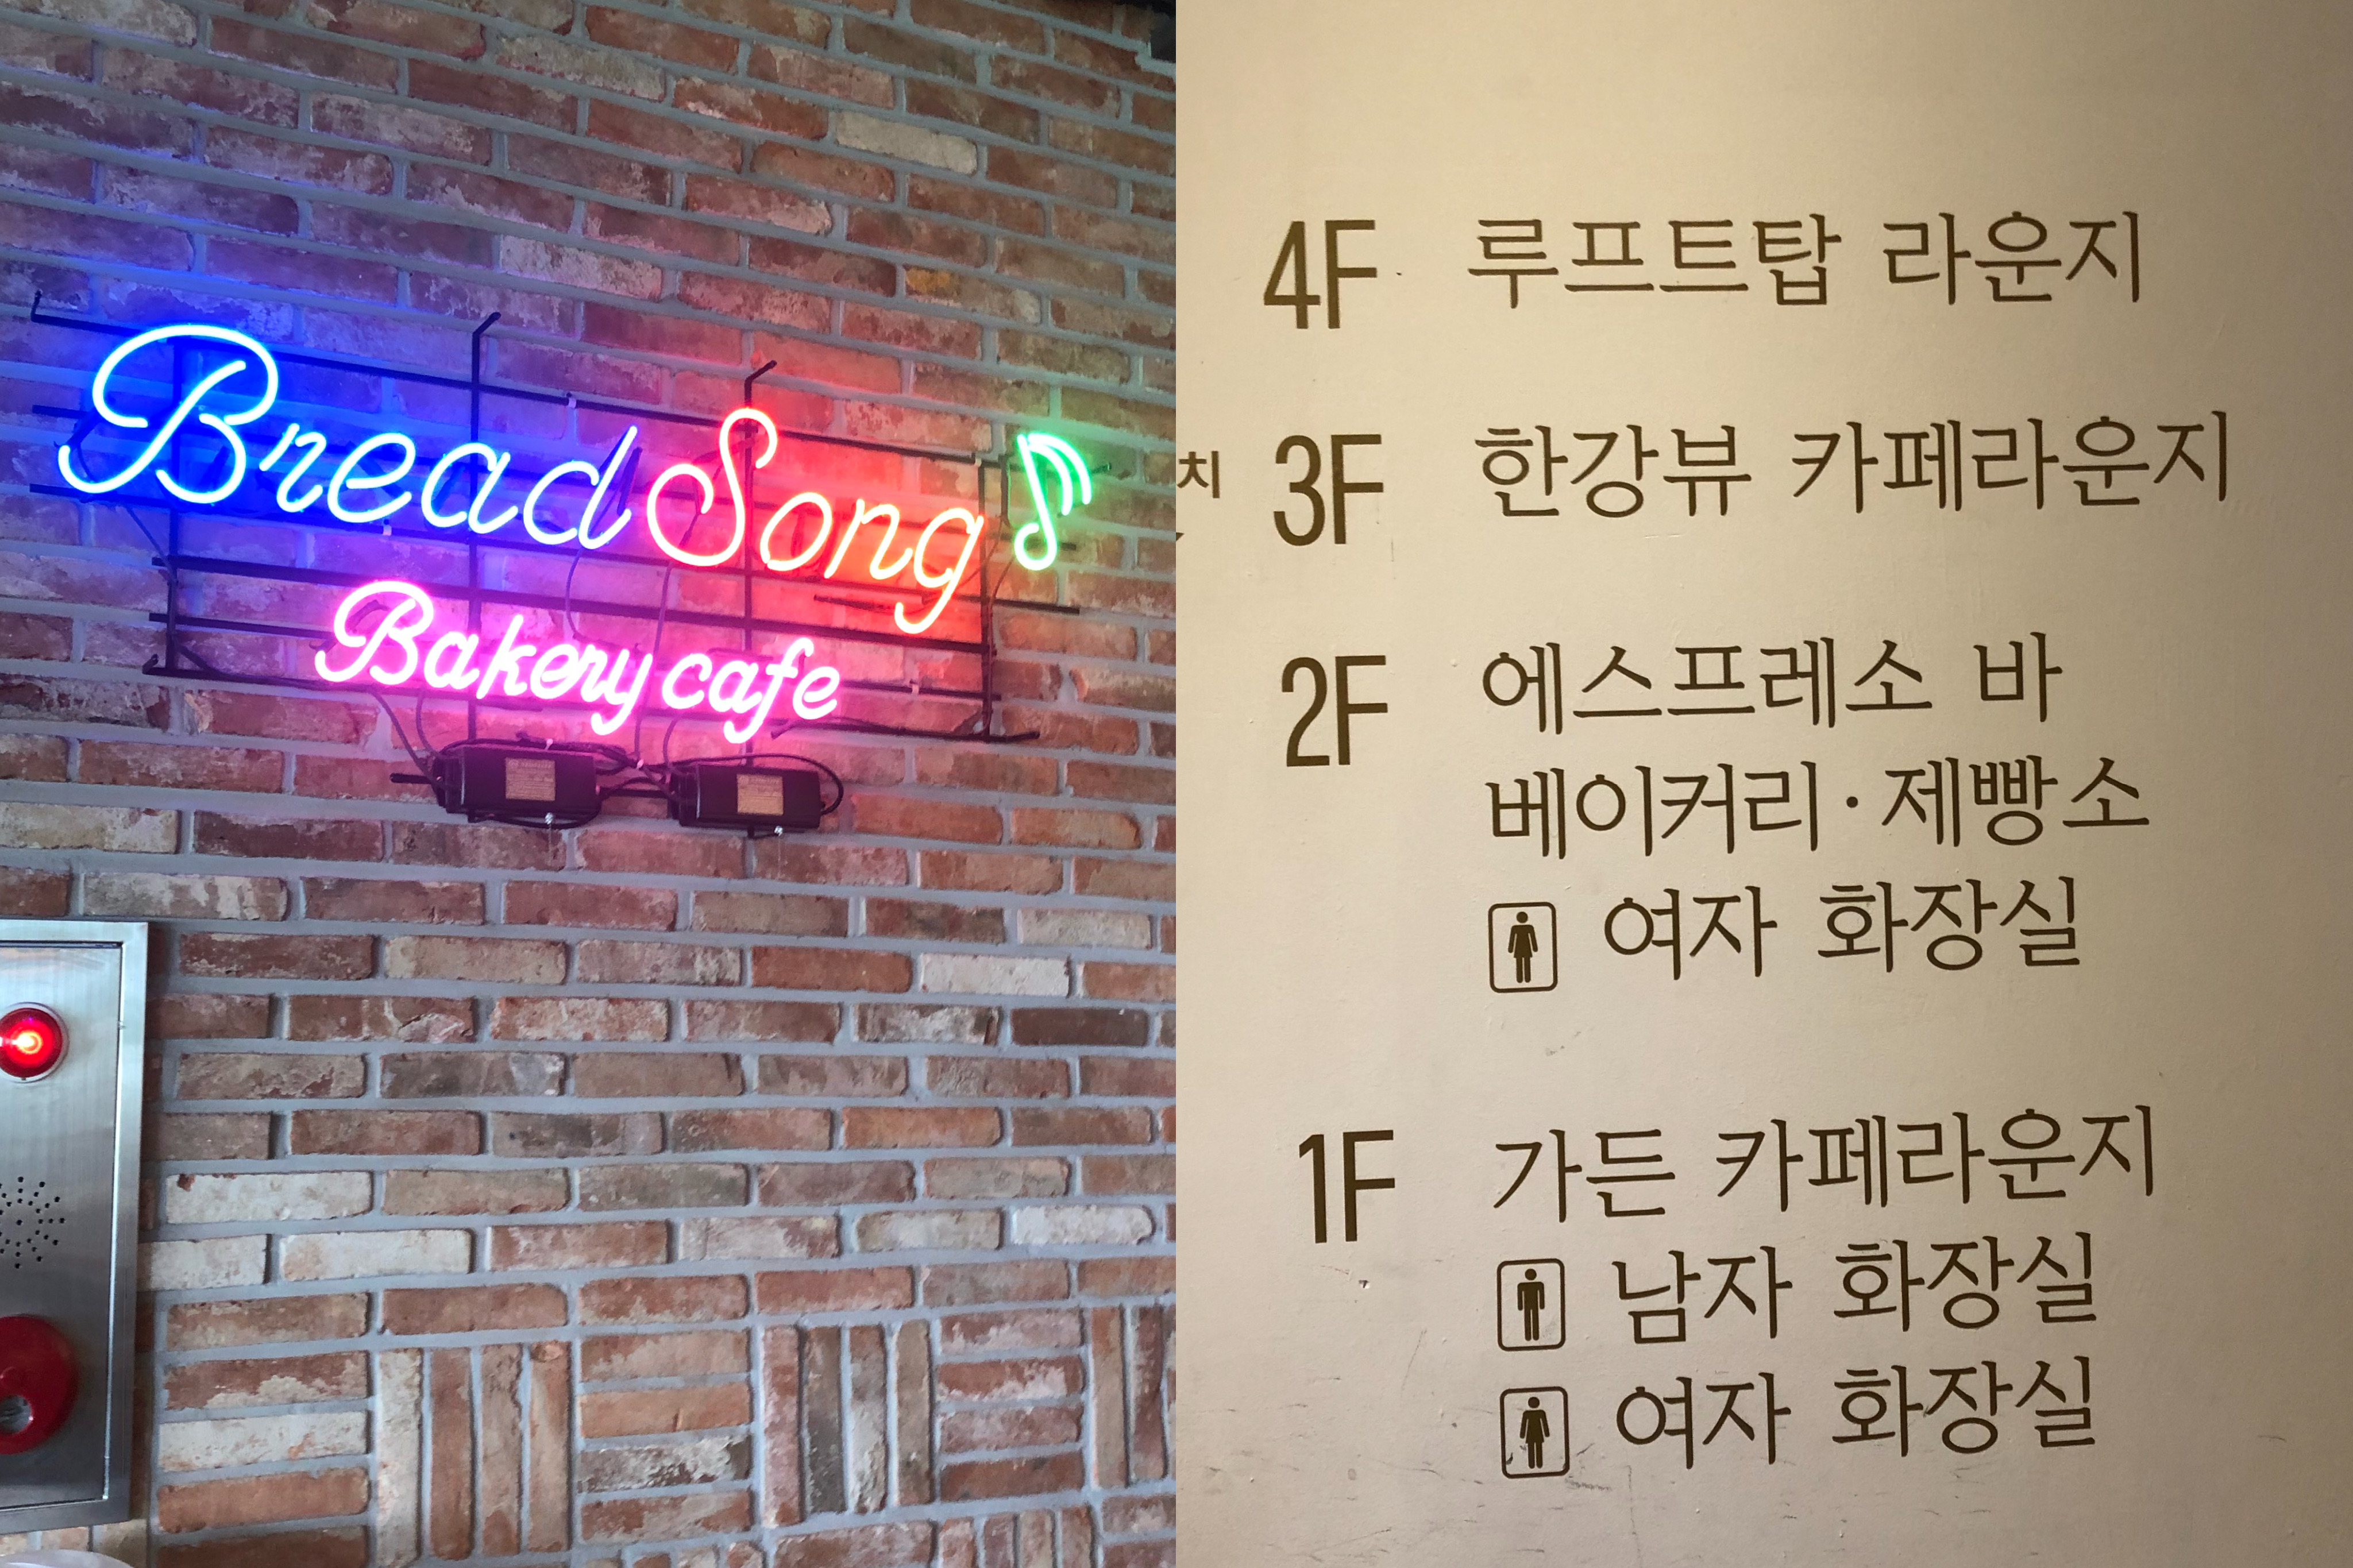 Bread Song
Bakery cafe
4F 루프트탑 라운지
치 3F 한강뷰 카페라운지
2F 에스프레소 바
베이커리·제빵소
여자 화장실
1F 가든 카페라운지
남자 화장실
여자 화장실